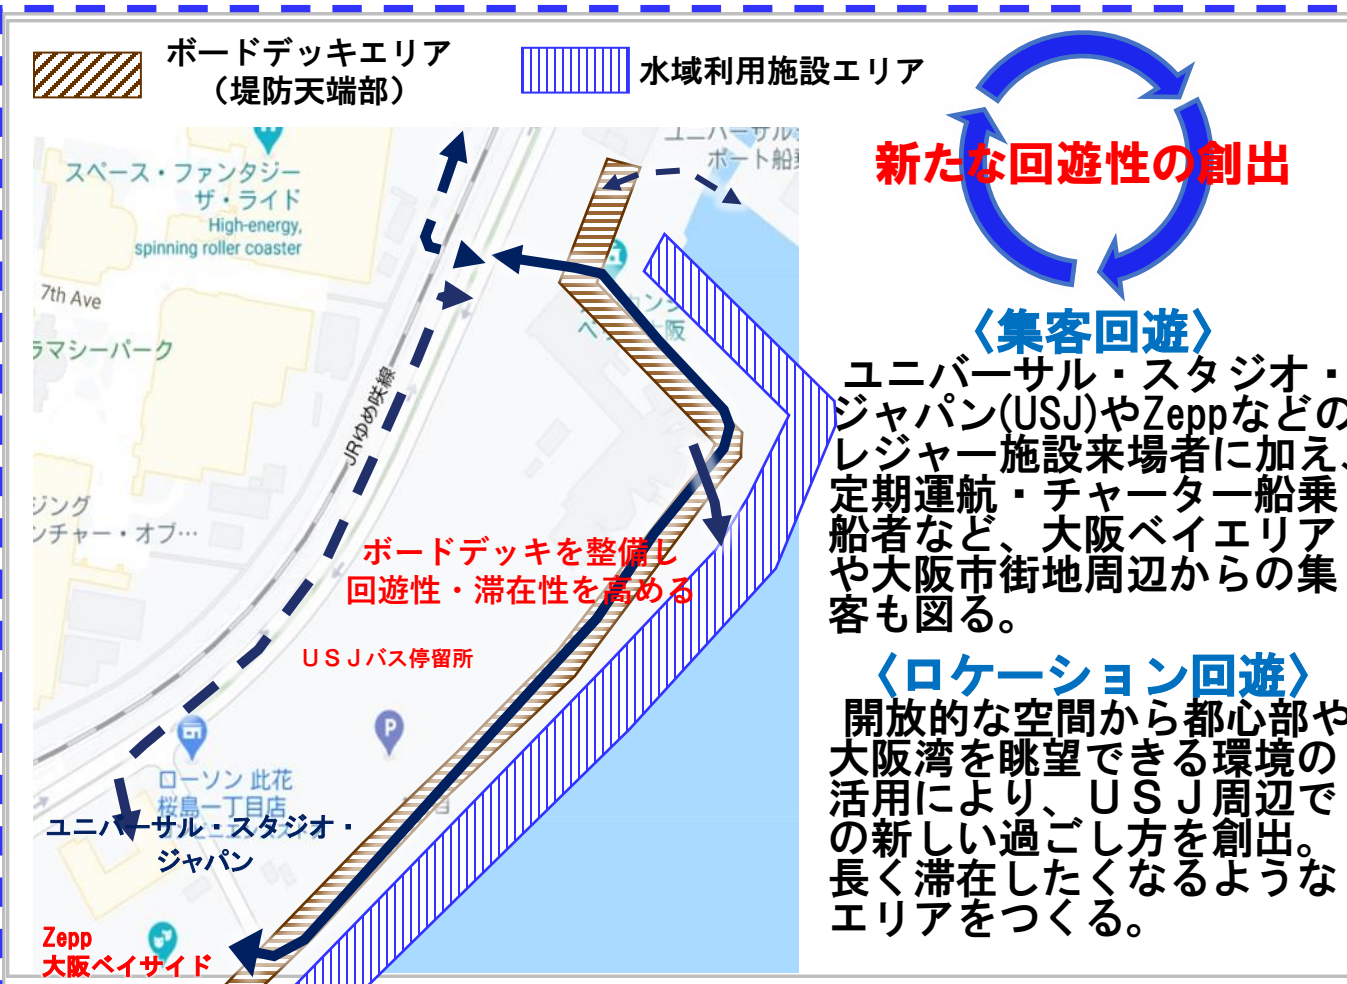 ボードデッキエリア
（堤防天端部）
水域利用施設エリア
新たな回遊性の創出
スペース・ファンタジー
ザ・ライド
High-energy,
spinning roller coaster
7th Ave
ラマシーパーク
JRゆめ咲線
ジング
ンチャー・オブ…
ボードデッキを整備し
回遊性・滞在性を高める
ＵＳＪバス停留所
P
ローソン 此花
桜島一丁目店
ユニバーサル・スタジオ・
ジャパン
Zepp
大阪ベイサイド
〈集客回遊〉
ユニバーサル・スタジオ・
ジャパン(USJ)やZeppなどの
レジャー施設来場者に加え、
定期運航・チャーター船乗
船者など、大阪ベイエリア
や大阪市街地周辺からの集
客も図る。
〈ロケーション回遊〉
開放的な空間から都心部や
大阪湾を眺望できる環境の
活用により、ＵＳＪ周辺で
の新しい過ごし方を創出。
長く滞在したくなるような
エリアをつくる。